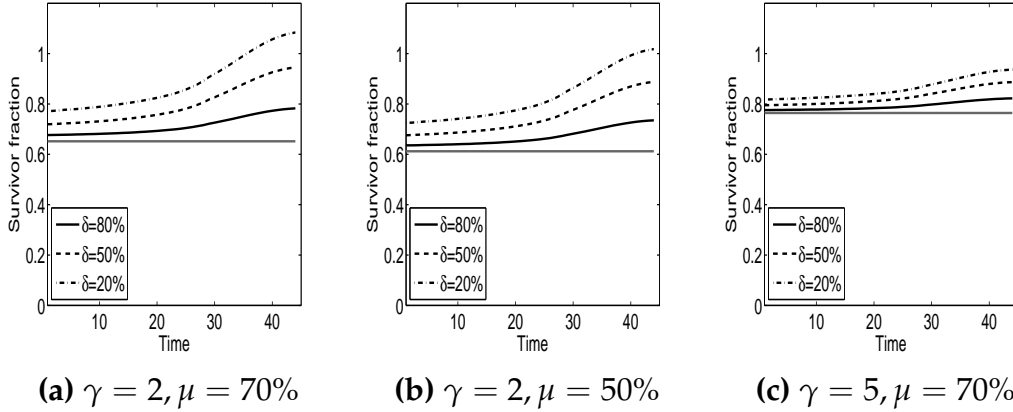 Survivor fraction
1
0.8
0.6
0.4
0.2
0
δ=80%
δ=50%
δ=20%
10 20 30 40
Time
(a) γ = 2, μ = 70%
Survivor fraction
1
0.8
0.6
0.4
0.2
0
δ=80%
δ=50%
δ=20%
10 20 30 40
Time
(b) γ = 2, μ = 50%
Survivor fraction
1
0.8
0.6
0.4
0.2
0
δ=80%
δ=50%
δ=20%
10 20 30 40
Time
(c) γ = 5, μ = 70%